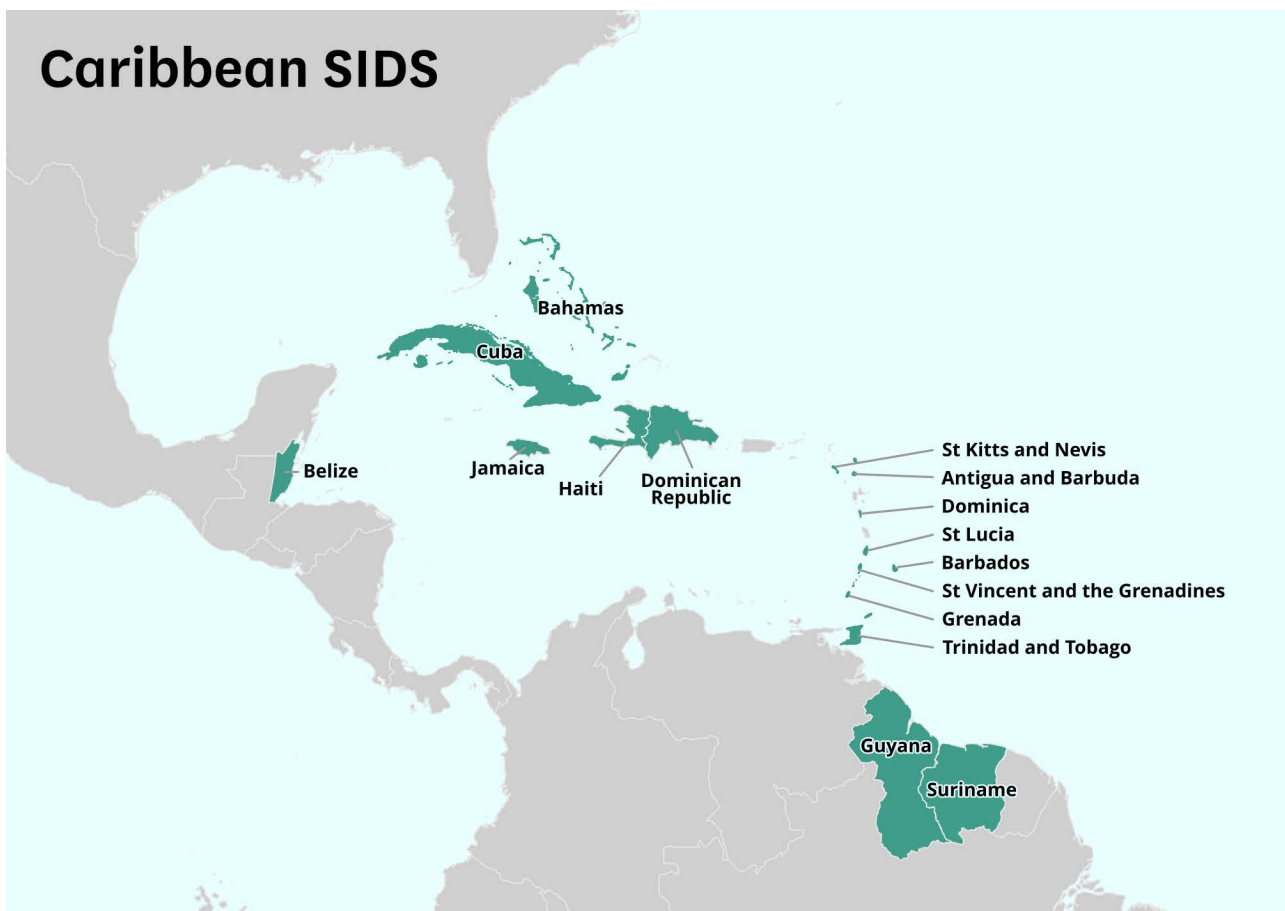 Caribbean SIDS
Bahamas
Cuba
St Kitts and Nevis
Jamaica
Belize
Haiti
Dominican
Republic
Antigua and Barbuda
Dominica
St Lucia
Barbados
St Vincent and the Grenadines
Grenada
Trinidad and Tobago
Guyana
Suriname